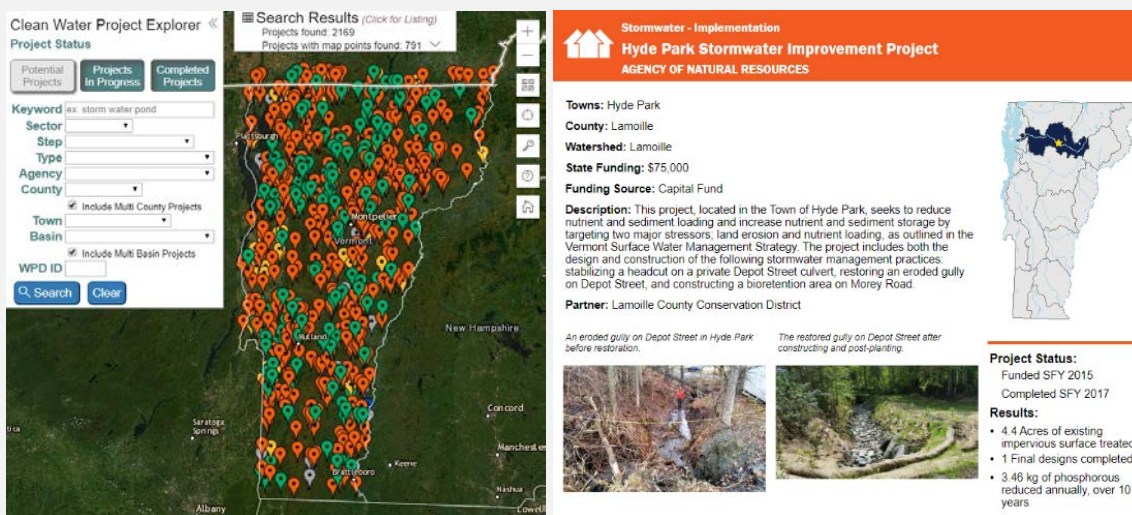 Clean Water Project Explorer
Project Status
Potential Projects
Projects In Progress
Completed Projects
Keyword ex. storm water pond
Sector
Step
Type
Agency
County
Include Multi County Projects
Town
Basin
Include Multi Basin Projects
WPD ID
Search
Clear
Search Results (Click for Listing)
Projects found: 2169
Projects with map points found: 791
Plattsburgh
Montpelier
Vermont
Rutland
New Hampshire
Concord
Saratoga
Springs
Manchester
Keene
Brattleboro
Nashua
Albany
Lowell
Stormwater - Implementation
Hyde Park Stormwater Improvement Project
AGENCY OF NATURAL RESOURCES
Towns: Hyde Park
County: Lamoille
Watershed: Lamoille
State Funding: $75,000
Funding Source: Capital Fund
Description: This project, located in the Town of Hyde Park, seeks to reduce
nutrient and sediment loading and increase nutrient and sediment storage by
targeting two major stressors; land erosion and nutrient loading, as outlined in the
Vermont Surface Water Management Strategy. The project includes both the
design and construction of the following stormwater management practices:
stabilizing a headcut on a private Depot Street culvert, restoring an eroded gully
on Depot Street, and constructing a bioretention area on Morey Road.
Partner: Lamoille County Conservation District
An eroded gully on Depot Street in Hyde Park
before restoration.
The restored gully on Depot Street after
constructing and post-planting.
Project Status:
Funded SFY 2015
Completed SFY 2017
Results:
• 4.4 Acres of existing
impervious surface treated
• 1 Final designs completed
• 3.46 kg of phosphorous
reduced annually, over 10
years